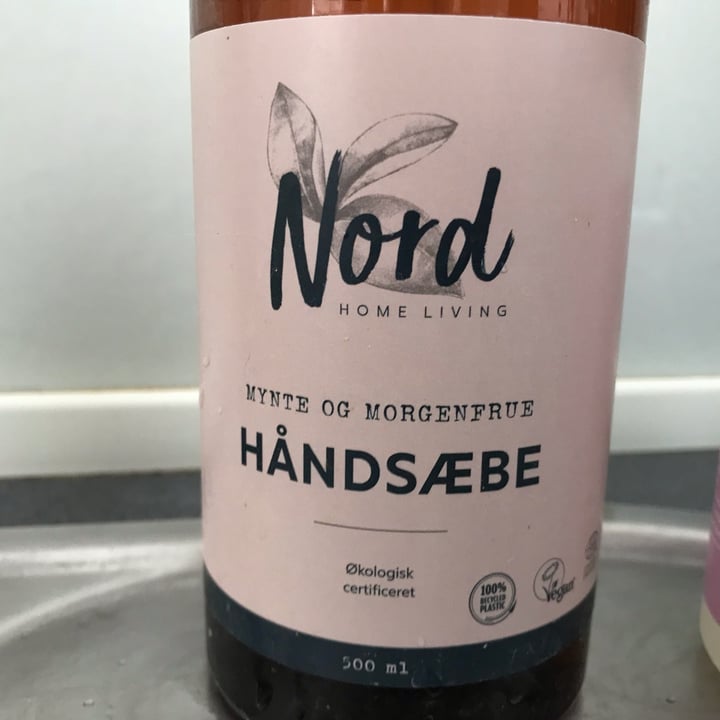 Nord
HOME LIVING
MYNTE OG MORGENFRUE
HÅNDSÆBE
Økologisk
certificeret
100%
RECYCLED
PLASTIC
Vegan
500 ml